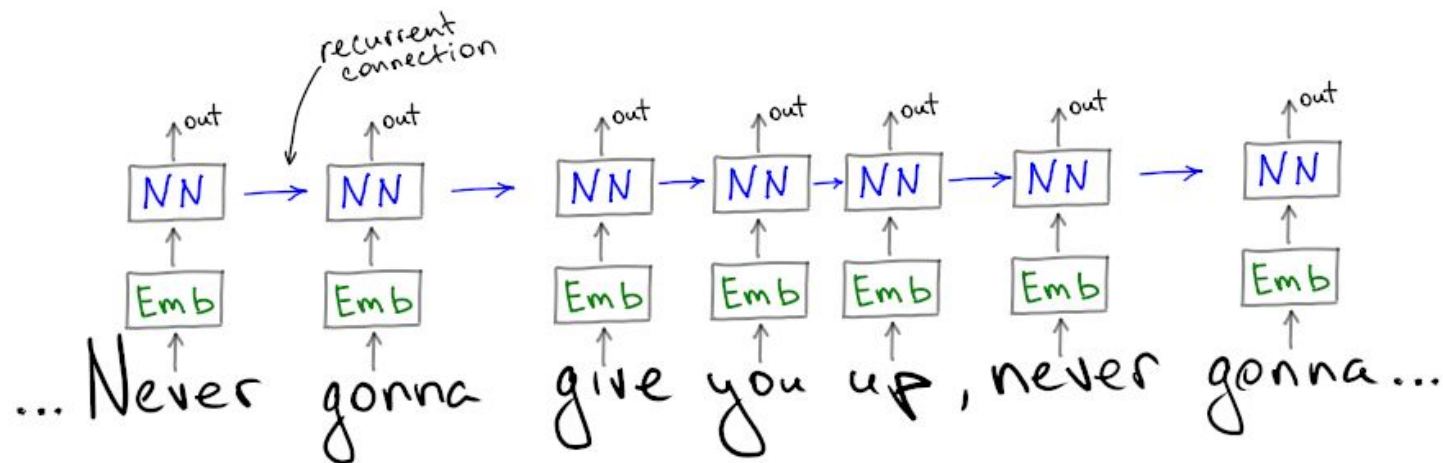 recurrent
connection
out out out out out out out
NN NN NN NN NN NN NN
Emb Emb Emb Emb Emb Emb Emb
... Never gonna give you up, never gonna...